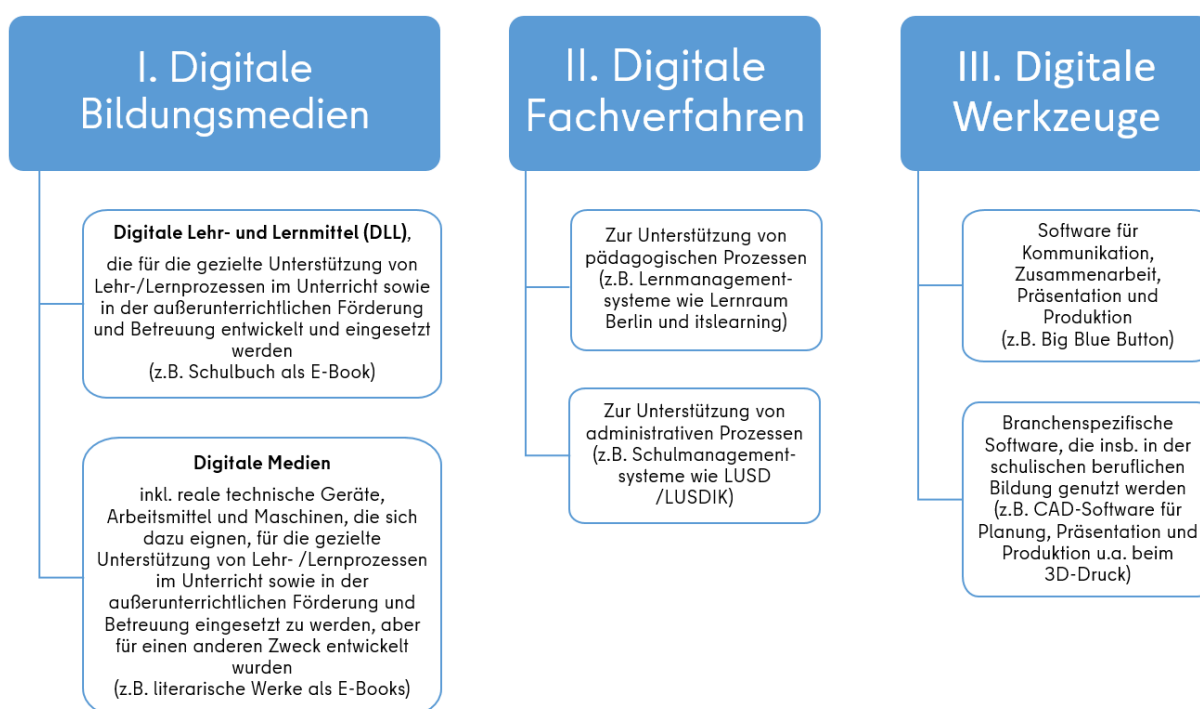 I. Digitale
Bildungsmedien
Digitale Lehr- und Lernmittel (DLL),
die für die gezielte Unterstützung von
Lehr-/Lernprozessen im Unterricht sowie
in der außerunterrichtlichen Förderung
und Betreuung entwickelt und eingesetzt
werden
(z.B. Schulbuch als E-Book)
Digitale Medien
inkl. reale technische Geräte,
Arbeitsmittel und Maschinen, die sich
dazu eignen, für die gezielte
Unterstützung von Lehr- /Lernprozessen
im Unterricht sowie in der
außerunterrichtlichen Förderung und
Betreuung eingesetzt zu werden, aber
für einen anderen Zweck entwickelt
wurden
(z.B. literarische Werke als E-Books)
II. Digitale
Fachverfahren
Zur Unterstützung von
pädagogischen Prozessen
(z.B. Lernmanagement-
systeme wie Lernraum
Berlin und itslearning)
Zur Unterstützung von
administrativen Prozessen
(z.B. Schulmanagement-
systeme wie LUSD
/LUSDIK)
III. Digitale
Werkzeuge
Software für
Kommunikation,
Zusammenarbeit,
Präsentation und
Produktion
(z.B. Big Blue Button)
Branchenspezifische
Software, die insb. in der
schulischen beruflichen
Bildung genutzt werden
(z.B. CAD-Software für
Planung, Präsentation und
Produktion u.a. beim
3D-Druck)